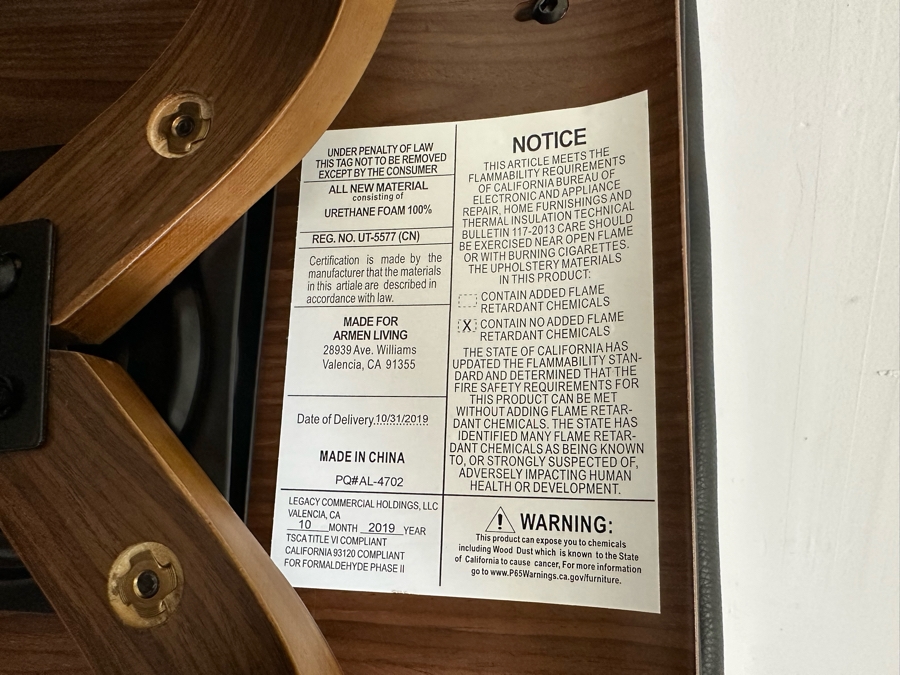 UNDER PENALTY OF LAW
THIS TAG NOT TO BE REMOVED
EXCEPT BY THE CONSUMER
ALL NEW MATERIAL
consisting of
URETHANE FOAM 100%
REG. NO. UT-5577 (CN)
Certification is made by the
manufacturer that the materials
in this artiale are described in
accordance with law.
MADE FOR
ARMEN LIVING
28939 Ave. Williams
Valencia, CA 91355
Date of Delivery 10/31/2019
MADE IN CHINA
PQ#AL-4702
LEGACY COMMERCIAL HOLDINGS, LLC
VALENCIA, CA
10 MONTH 2019 YEAR
TSCA TITLE VI COMPLIANT
CALIFORNIA 93120 COMPLIANT
FOR FORMALDEHYDE PHASE II
NOTICE
THIS ARTICLE MEETS THE
FLAMMABILITY REQUIREMENTS
OF CALIFORNIA BUREAU OF
ELECTRONIC AND APPLIANCE
REPAIR, HOME FURNISHINGS AND
THERMAL INSULATION TECHNICAL
BULLETIN 117-2013 CARE SHOULD
BE EXERCISED NEAR OPEN FLAME
OR WITH BURNING CIGARETTES.
THE UPHOLSTERY MATERIALS
IN THIS PRODUCT:
CONTAIN ADDED FLAME
RETARDANT CHEMICALS
X CONTAIN NO ADDED FLAME
RETARDANT CHEMICALS
THE STATE OF CALIFORNIA HAS
UPDATED THE FLAMMABILITY STAN-
DARD AND DETERMINED THAT THE
FIRE SAFETY REQUIREMENTS FOR
THIS PRODUCT CAN BE MET
WITHOUT ADDING FLAME RETAR-
DANT CHEMICALS. THE STATE HAS
IDENTIFIED MANY FLAME RETAR-
DANT CHEMICALS AS BEING KNOWN
TO, OR STRONGLY SUSPECTED OF,
ADVERSELY IMPACTING HUMAN
HEALTH OR DEVELOPMENT.
WARNING:
This product can expose you to chemicals
including Wood Dust which is known to the State
of California to cause cancer, For more information
go to www.P65Warnings.ca.gov/furniture.